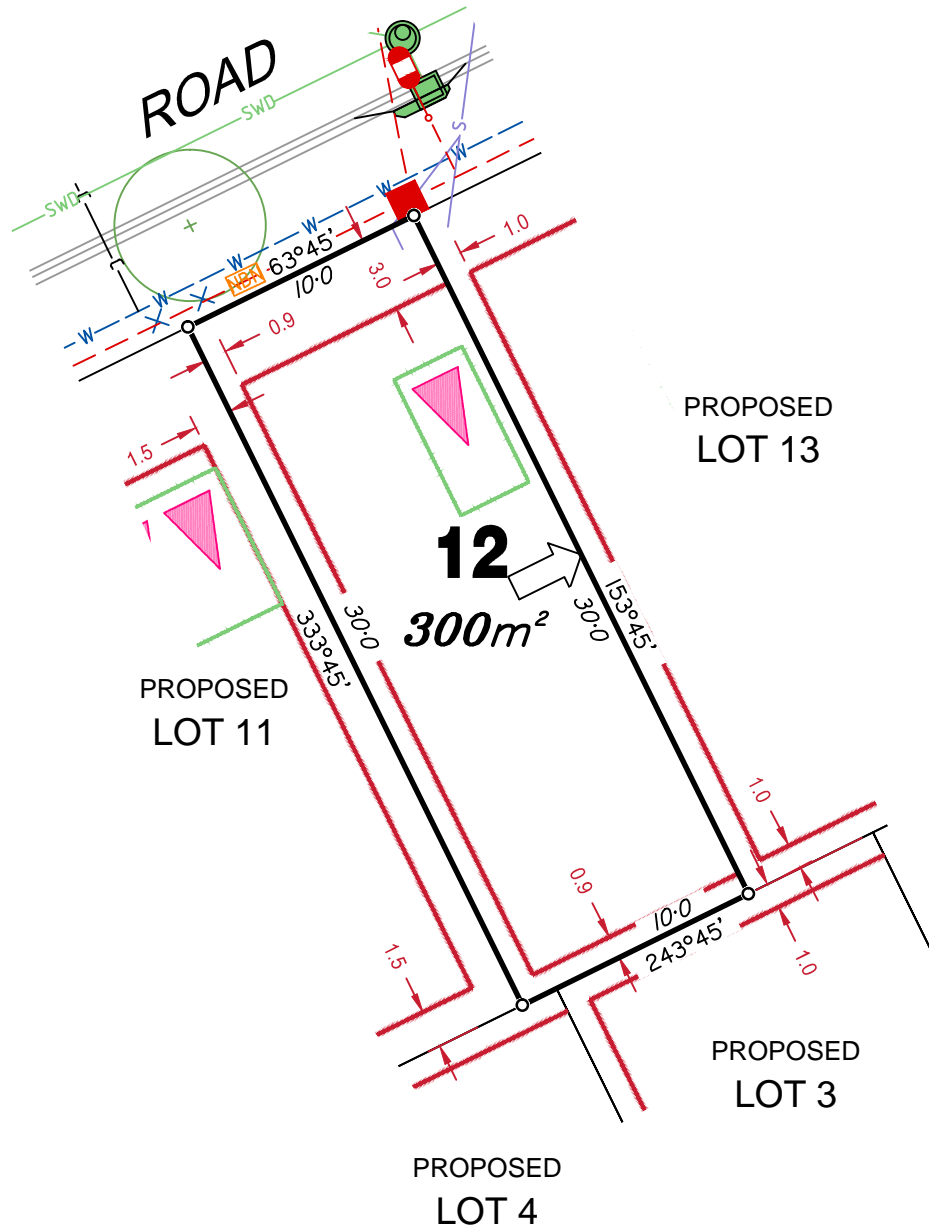 ROAD
SWD
SWD
S
W
W
W
W
W
W
NBN
63°45'
10·0
1.0
3.0
0.9
1.5
PROPOSED
LOT 13
12
300m²
30·0
30·0
153°45'
333°45'
PROPOSED
LOT 11
1.0
0.9
10·0
243°45'
1.0
1.5
PROPOSED
LOT 3
PROPOSED
LOT 4